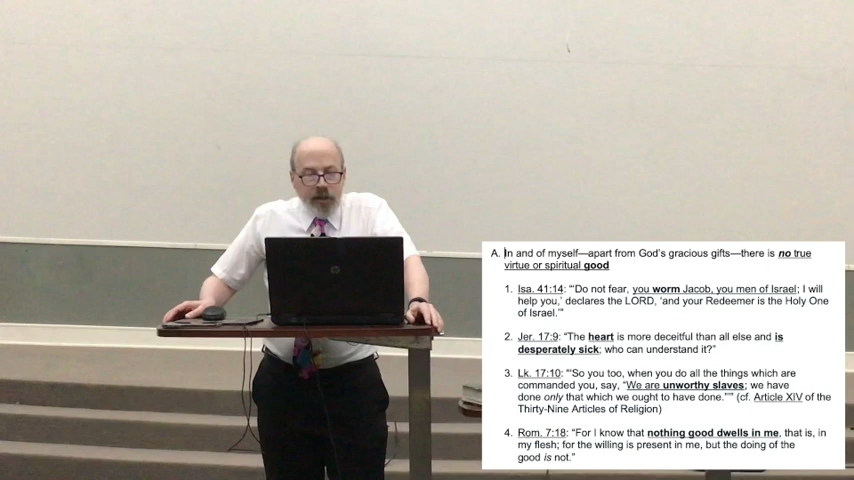 A. In and of myself—apart from God's gracious gifts—there is no true
virtue or spiritual good
1. Isa. 41:14: "'Do not fear, you worm Jacob, you men of Israel; I will
help you,' declares the LORD, 'and your Redeemer is the Holy One
of Israel.'"
2. Jer. 17:9: "The heart is more deceitful than all else and is
desperately sick; who can understand it?"
3. Lk. 17:10: "'So you too, when you do all the things which are
commanded you, say, "We are unworthy slaves; we have
done only that which we ought to have done."'" (cf. Article XIV of the
Thirty-Nine Articles of Religion)
4. Rom. 7:18: "For I know that nothing good dwells in me, that is, in
my flesh; for the willing is present in me, but the doing of the
good is not."
hp